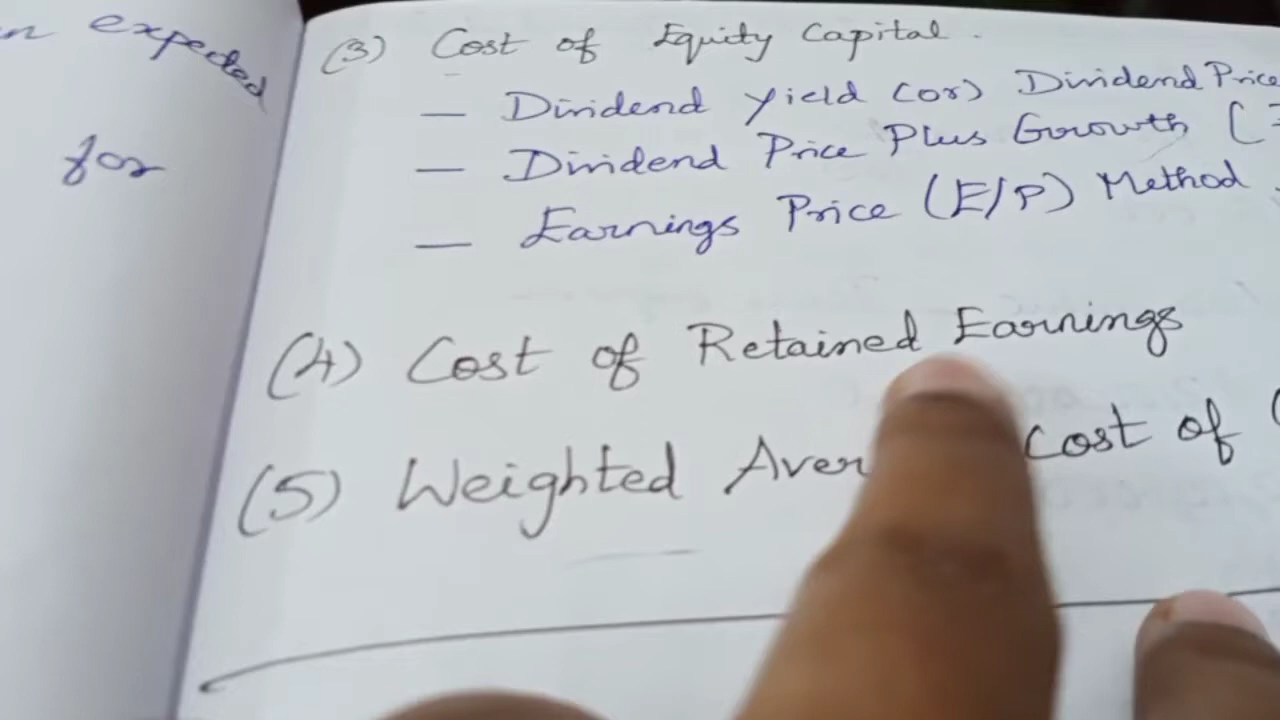 n expected
for
(3) Cost of Equity Capital.
— Dividend Yield (or) Dividend Price
— Dividend Price Plus Growth (
— Earnings Price (E/P) Method
(4) Cost of Retained Earnings
(5) Weighted Aver Cost of (